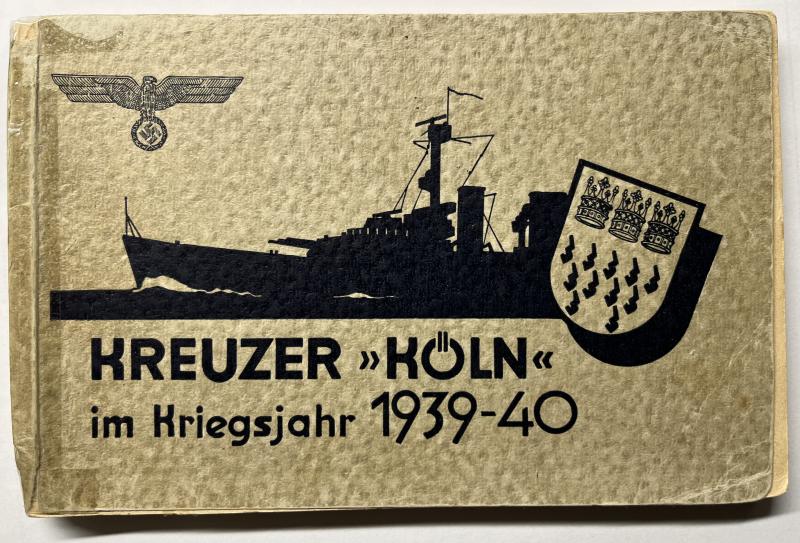 KREUZER »KÖLN«
im Kriegsjahr 1939-40